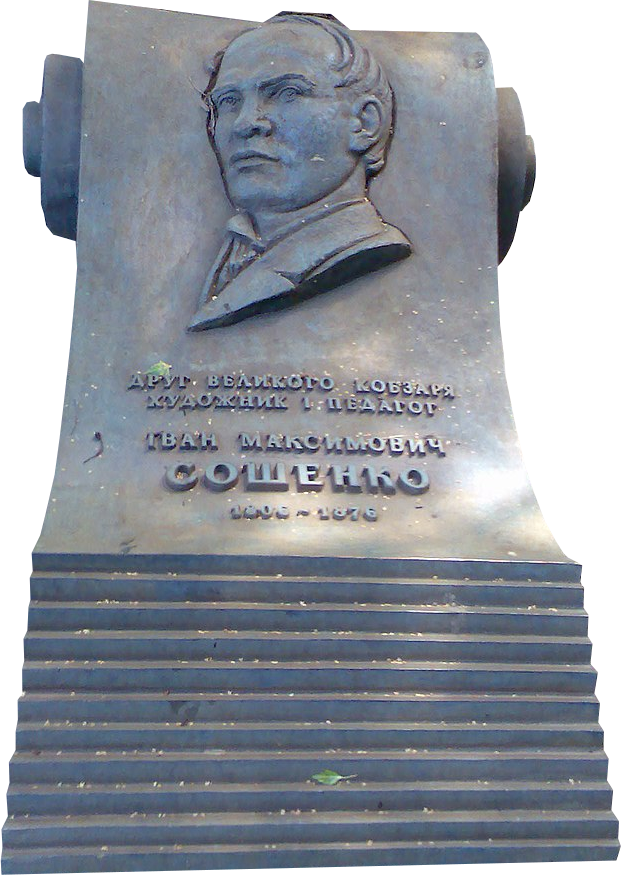 ДРУГ ВЕЛИКОГО КОБЗАРЯ
ХУДОЖНИК І ПЕДАГОГ
ІВАН МАКСИМОВИЧ
СОШЕНКО
1806 ~ 1876